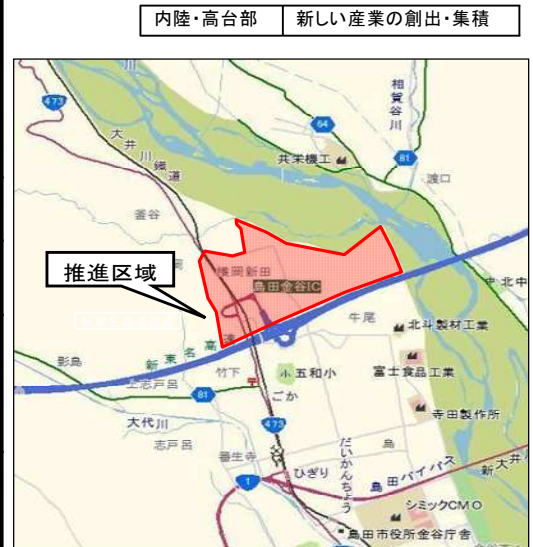 内陸・高台部 新しい産業の創出・集積
川
473
相賀谷川
大井川鐵道
64
共栄機工
81
渡口
釜谷
推進区域
横岡新田
島田金谷IC
中北中
牛尾
北斗製材工業
新東名高速
影島
竹下
小 五和小
富士食品工業
上志戸呂
81
ごか
大代川
473
寺田製作所
志戸呂
番生寺
島
だいかんちょう
ひぎり
島田バイパス
新大井川
1
シミックCMO
島田市役所金谷庁舎